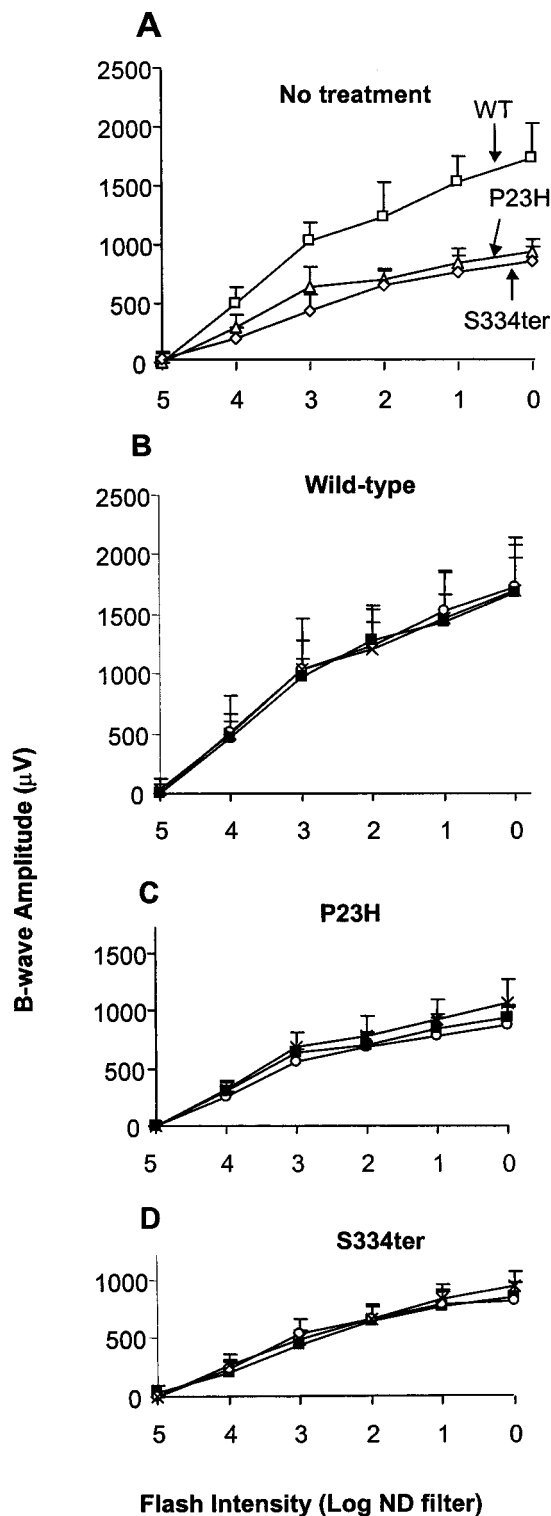 A
No treatment
2500
2000
1500
1000
500
0
WT
P23H
S334ter
5 4 3 2 1 0
B
Wild-type
2500
2000
1500
1000
500
0
5 4 3 2 1 0
B-wave Amplitude (μV)
C
P23H
1500
1000
500
0
5 4 3 2 1 0
D
S334ter
1000
500
0
5 4 3 2 1 0
Flash Intensity (Log ND filter)